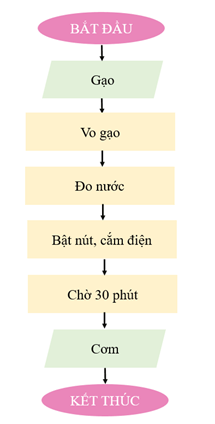 BẮT ĐẦU
Gạo
Vo gạo
Đo nước
Bật nút, cắm điện
Chờ 30 phút
Cơm
KẾT THÚC